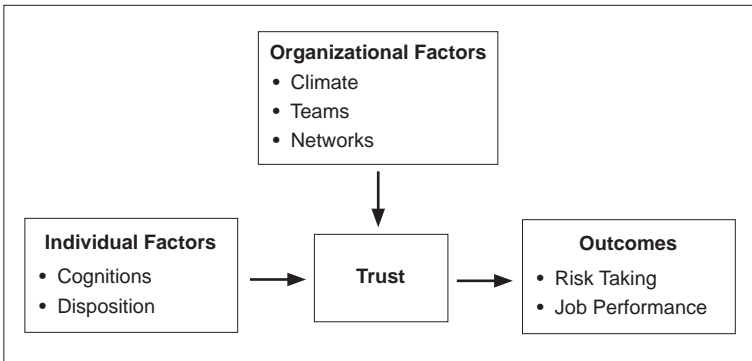 Organizational Factors
• Climate
• Teams
• Networks
Individual Factors
• Cognitions
• Disposition
Trust
Outcomes
• Risk Taking
• Job Performance